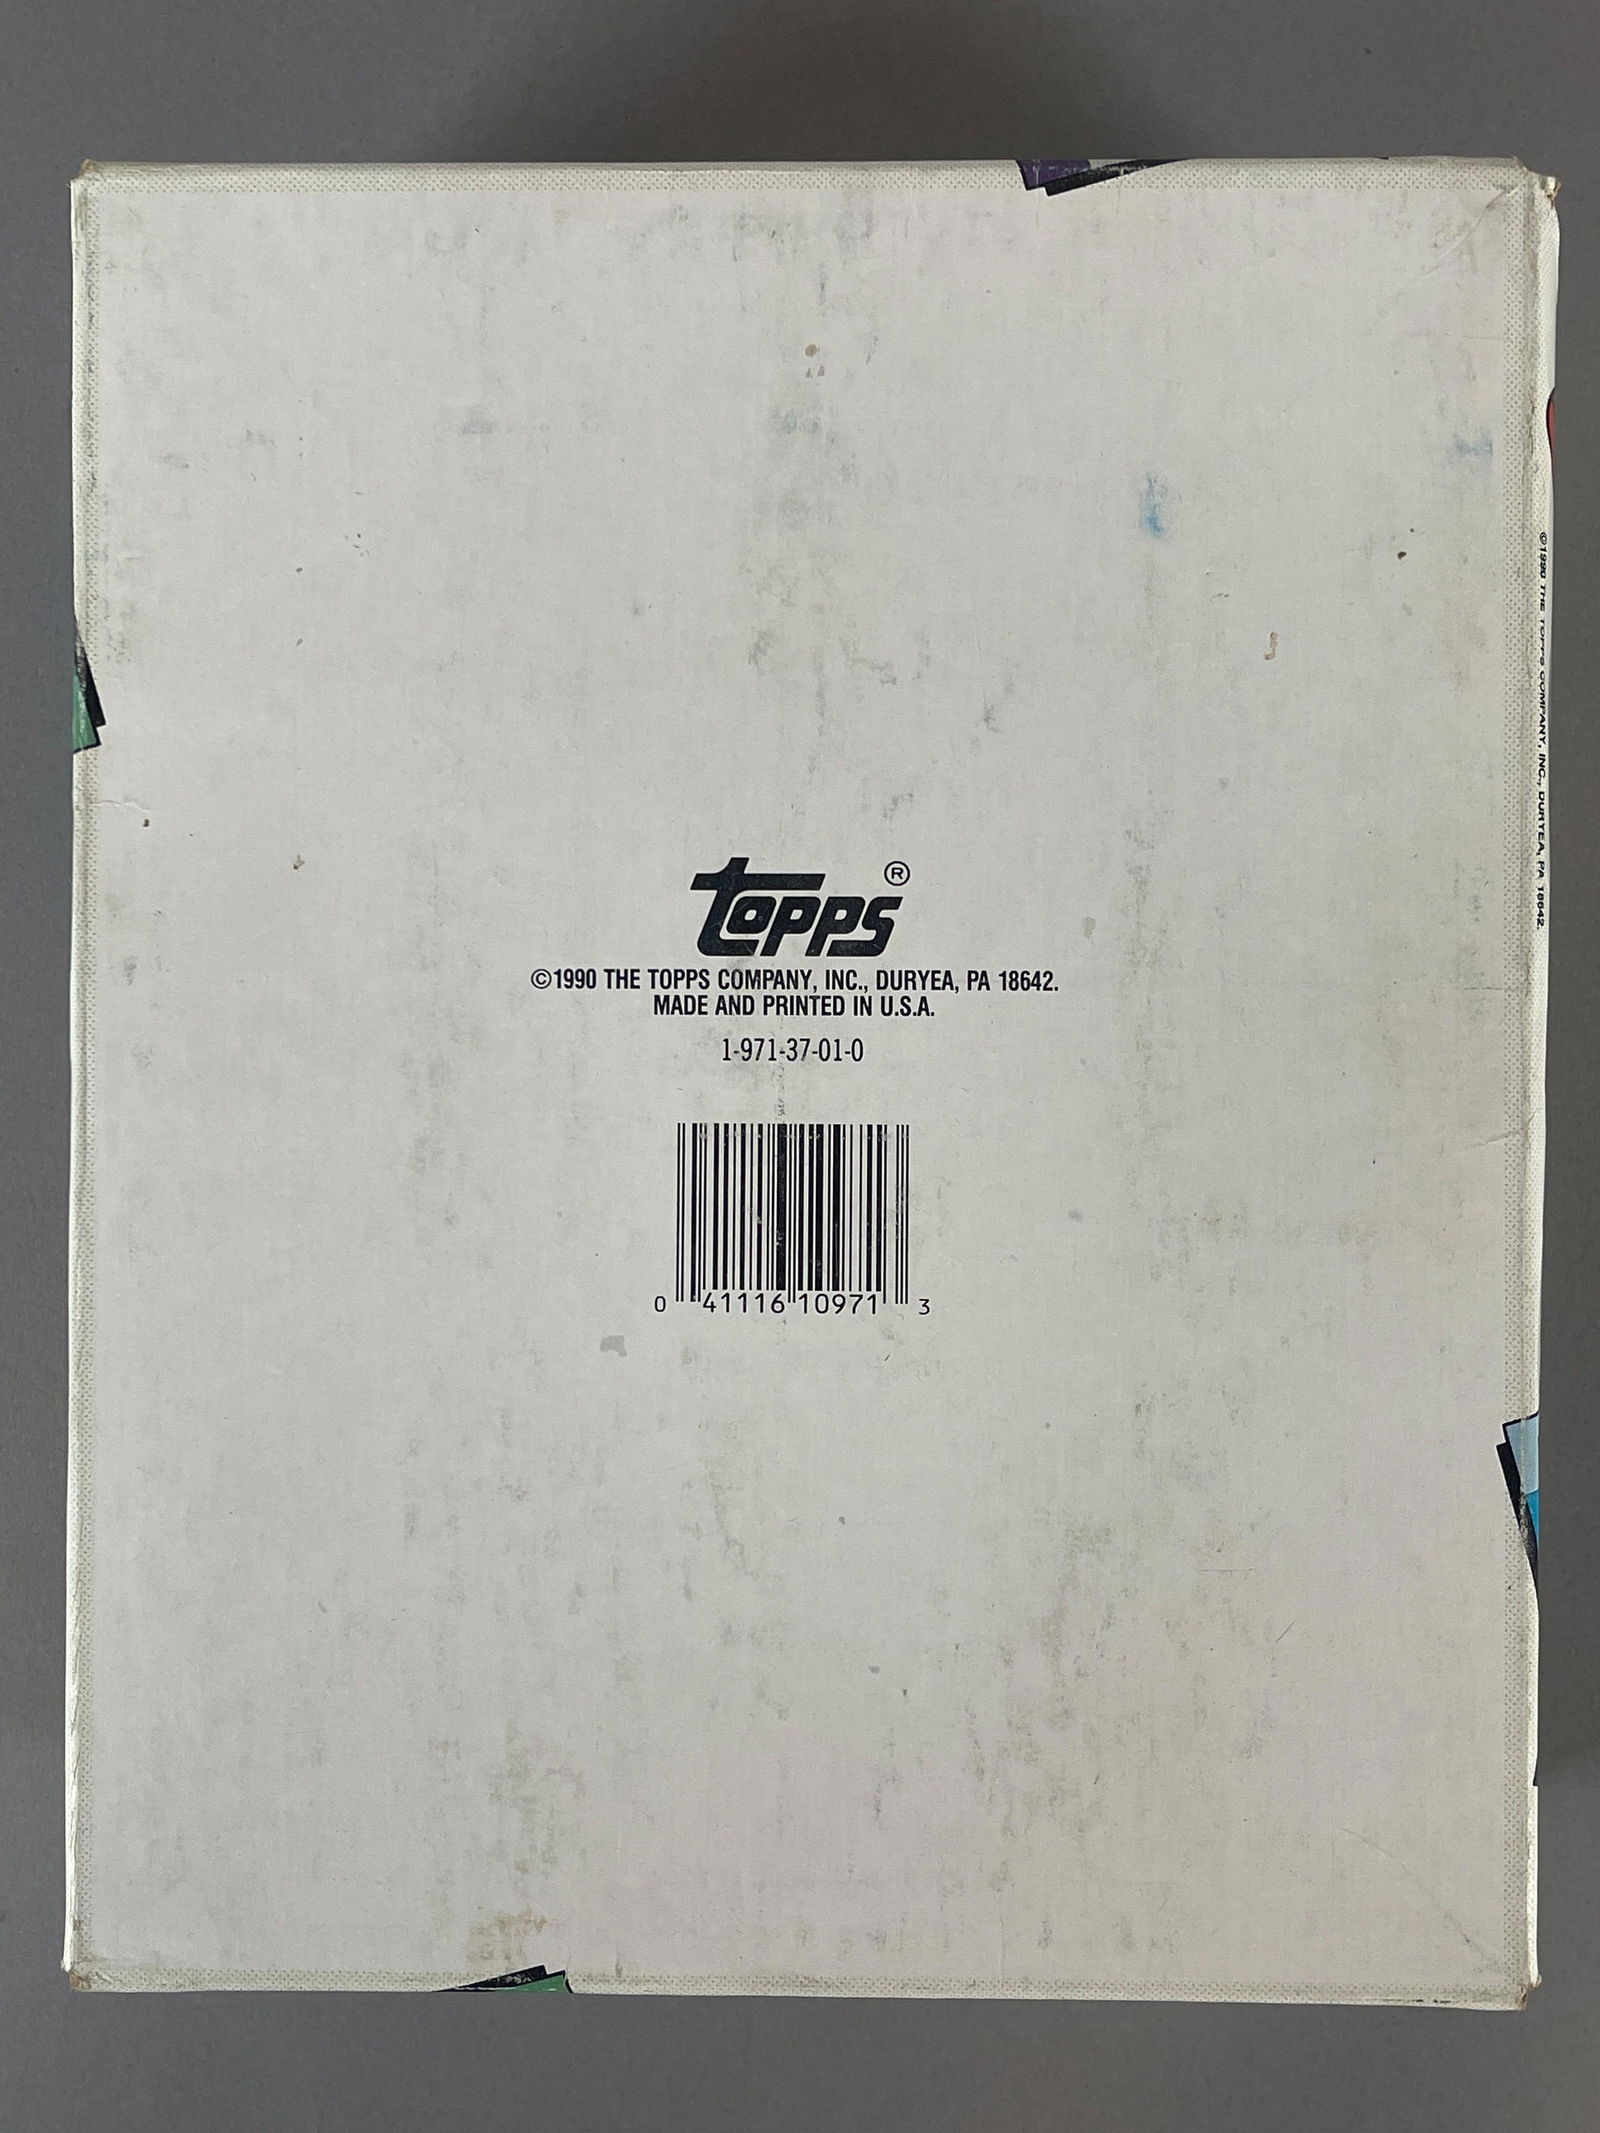 topps®
©1990 THE TOPPS COMPANY, INC., DURYEA, PA 18642.
MADE AND PRINTED IN U.S.A.
1-971-37-01-0
0 41116 10971 3
©1990 THE TOPPS COMPANY, INC., DURYEA, PA 18642.